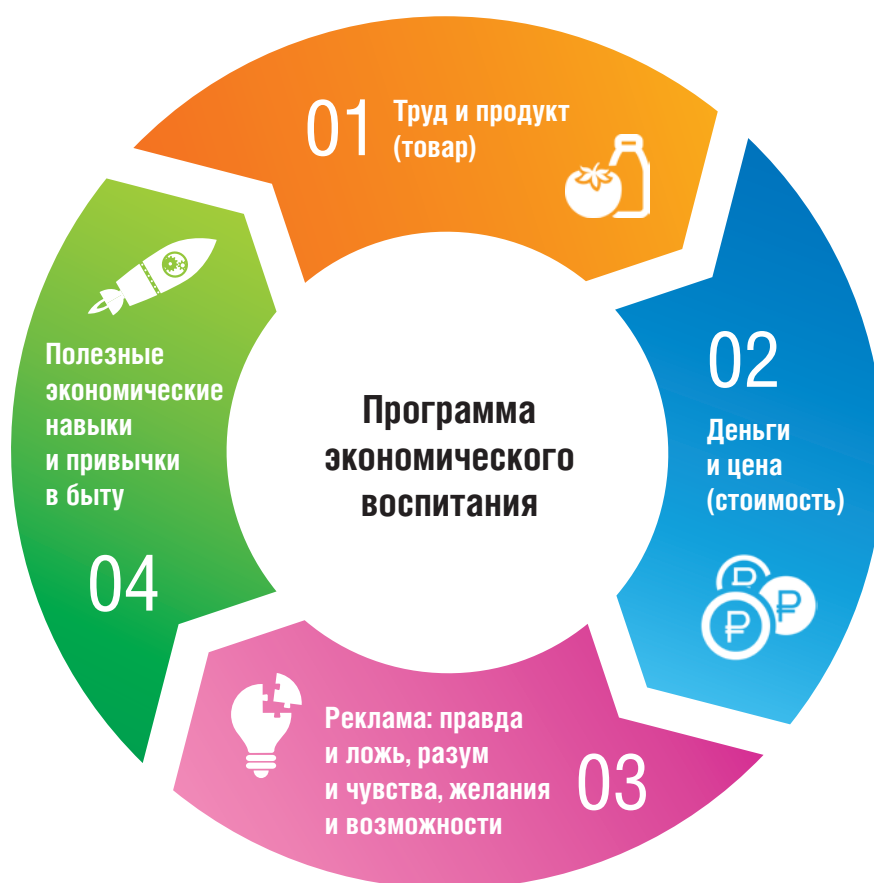 01
Труд и продукт
(товар)
02
Деньги
и цена
(стоимость)
Программа
экономического
воспитания
Реклама: правда
и ложь, разум
и чувства, желания
и возможности
03
Полезные
экономические
навыки
и привычки
в быту
04